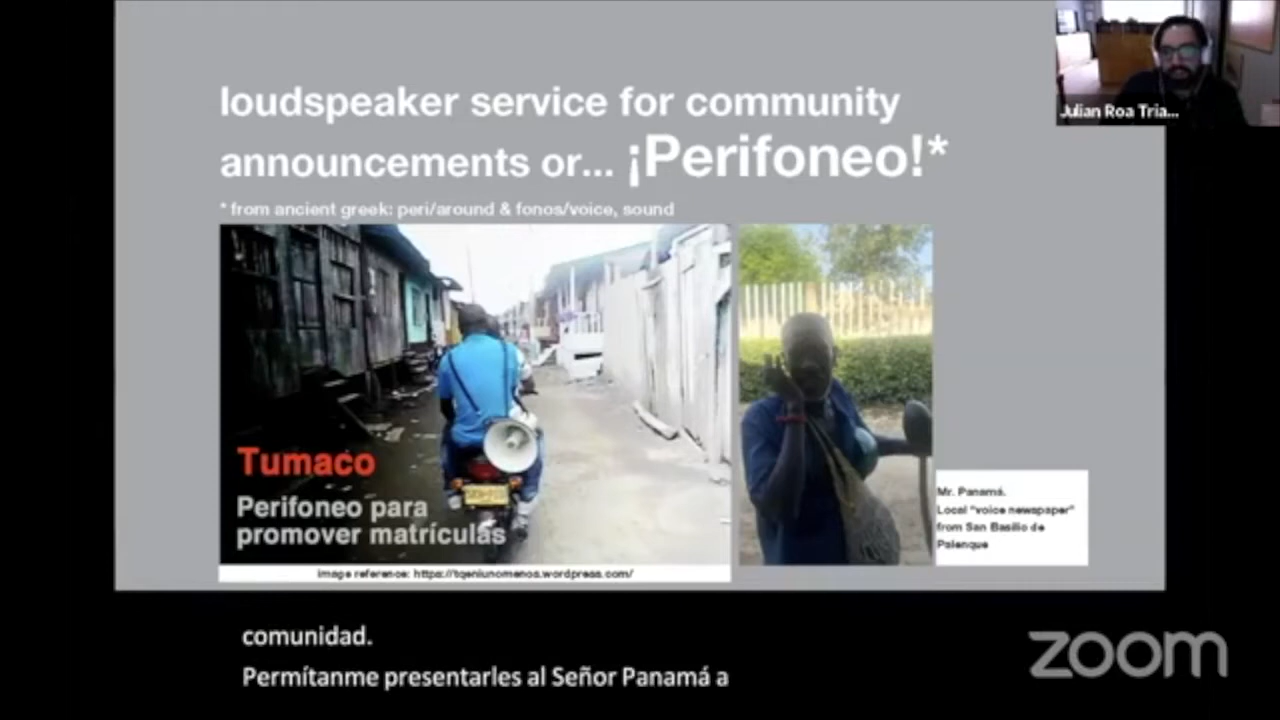 loudspeaker service for community
announcements or... ¡Perifoneo!*
* from ancient greek: peri/around & fonos/voice, sound
Julian Roa Tria...
Tumaco
Perifoneo para
promover matrículas
image reference: https://tqeniunomenos.wordpress.com/
Mr. Panamá.
Local "voice newspaper"
from San Basilio de
Palenque
comunidad.
Permítanme presentarles al Señor Panamá a
zoom